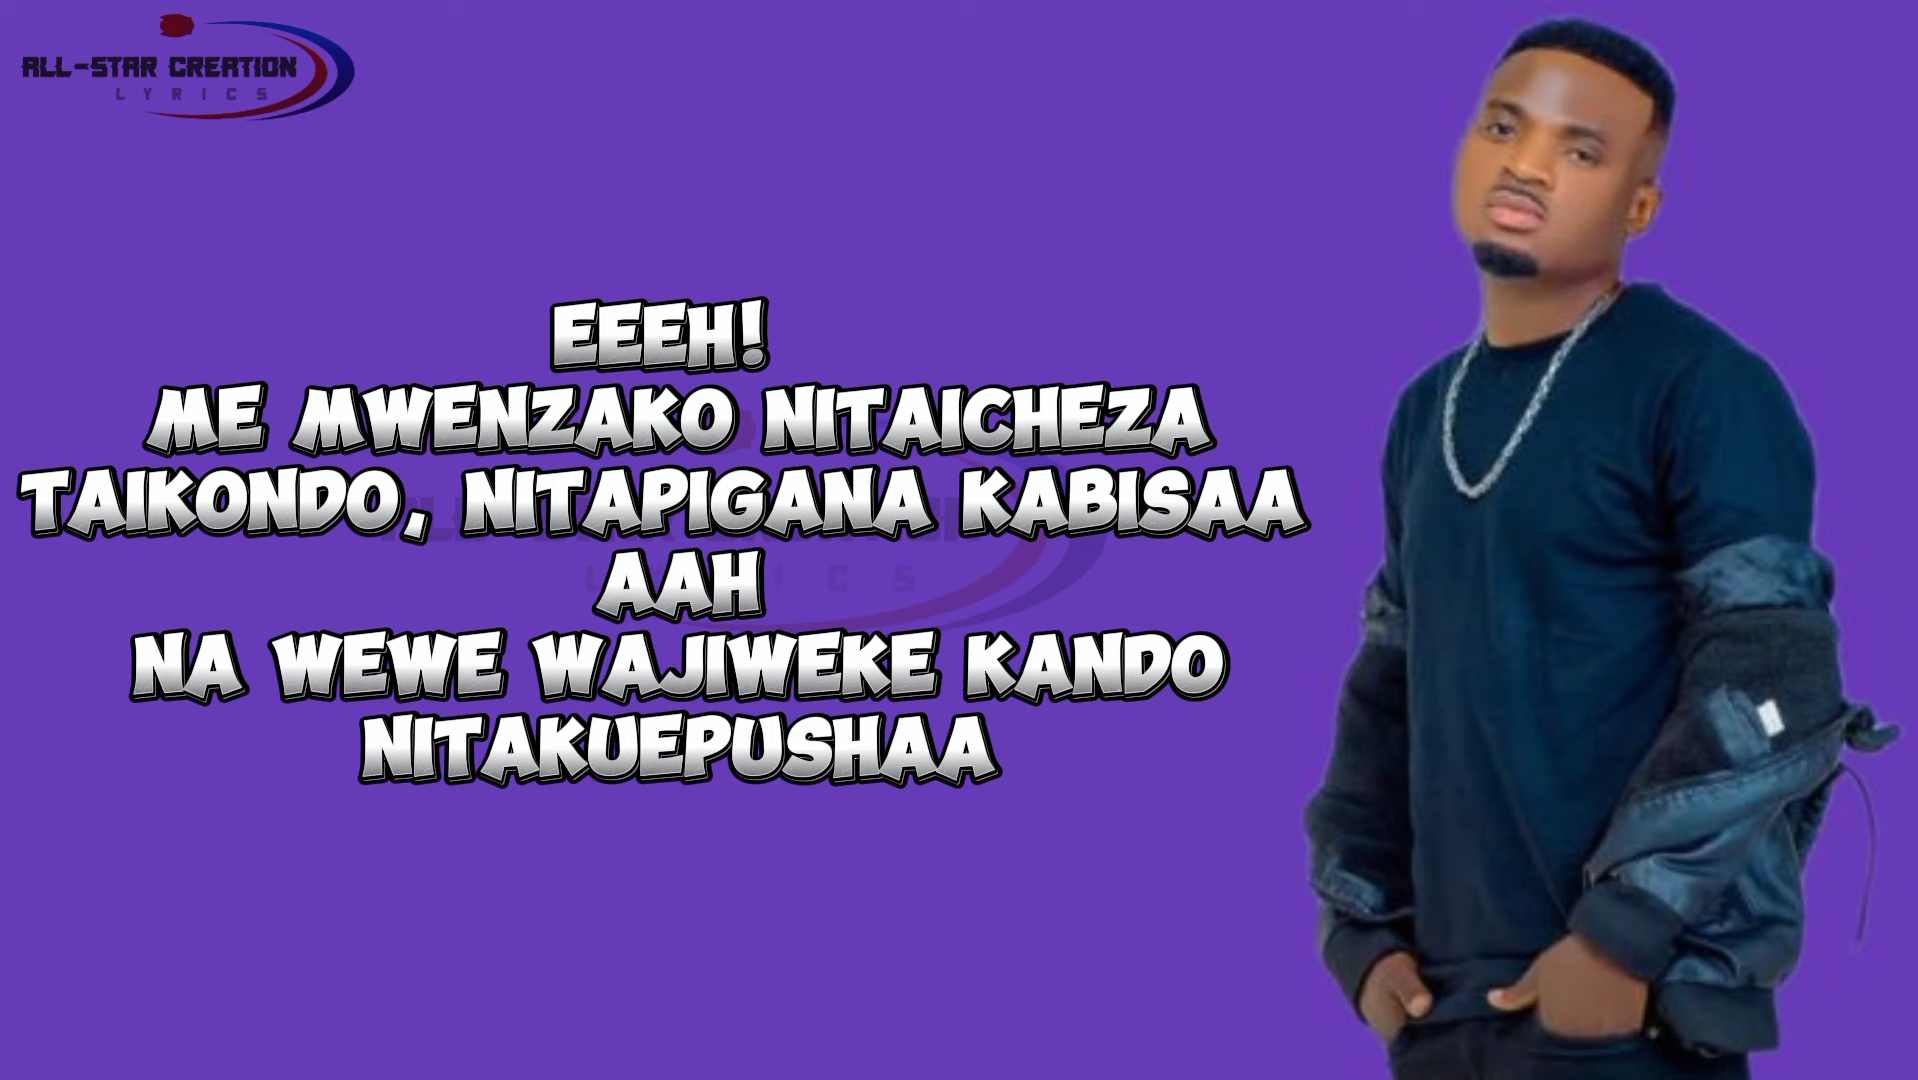 ALL-STAR CREATION
LYRICS
EEEH!
ME MWENZAKO NITAICHEZA
TAIKONDO, NITAPIGANA KABISAA
AAH
NA WEWE WAJIWEKE KANDO
NITAKUEPUSHAA